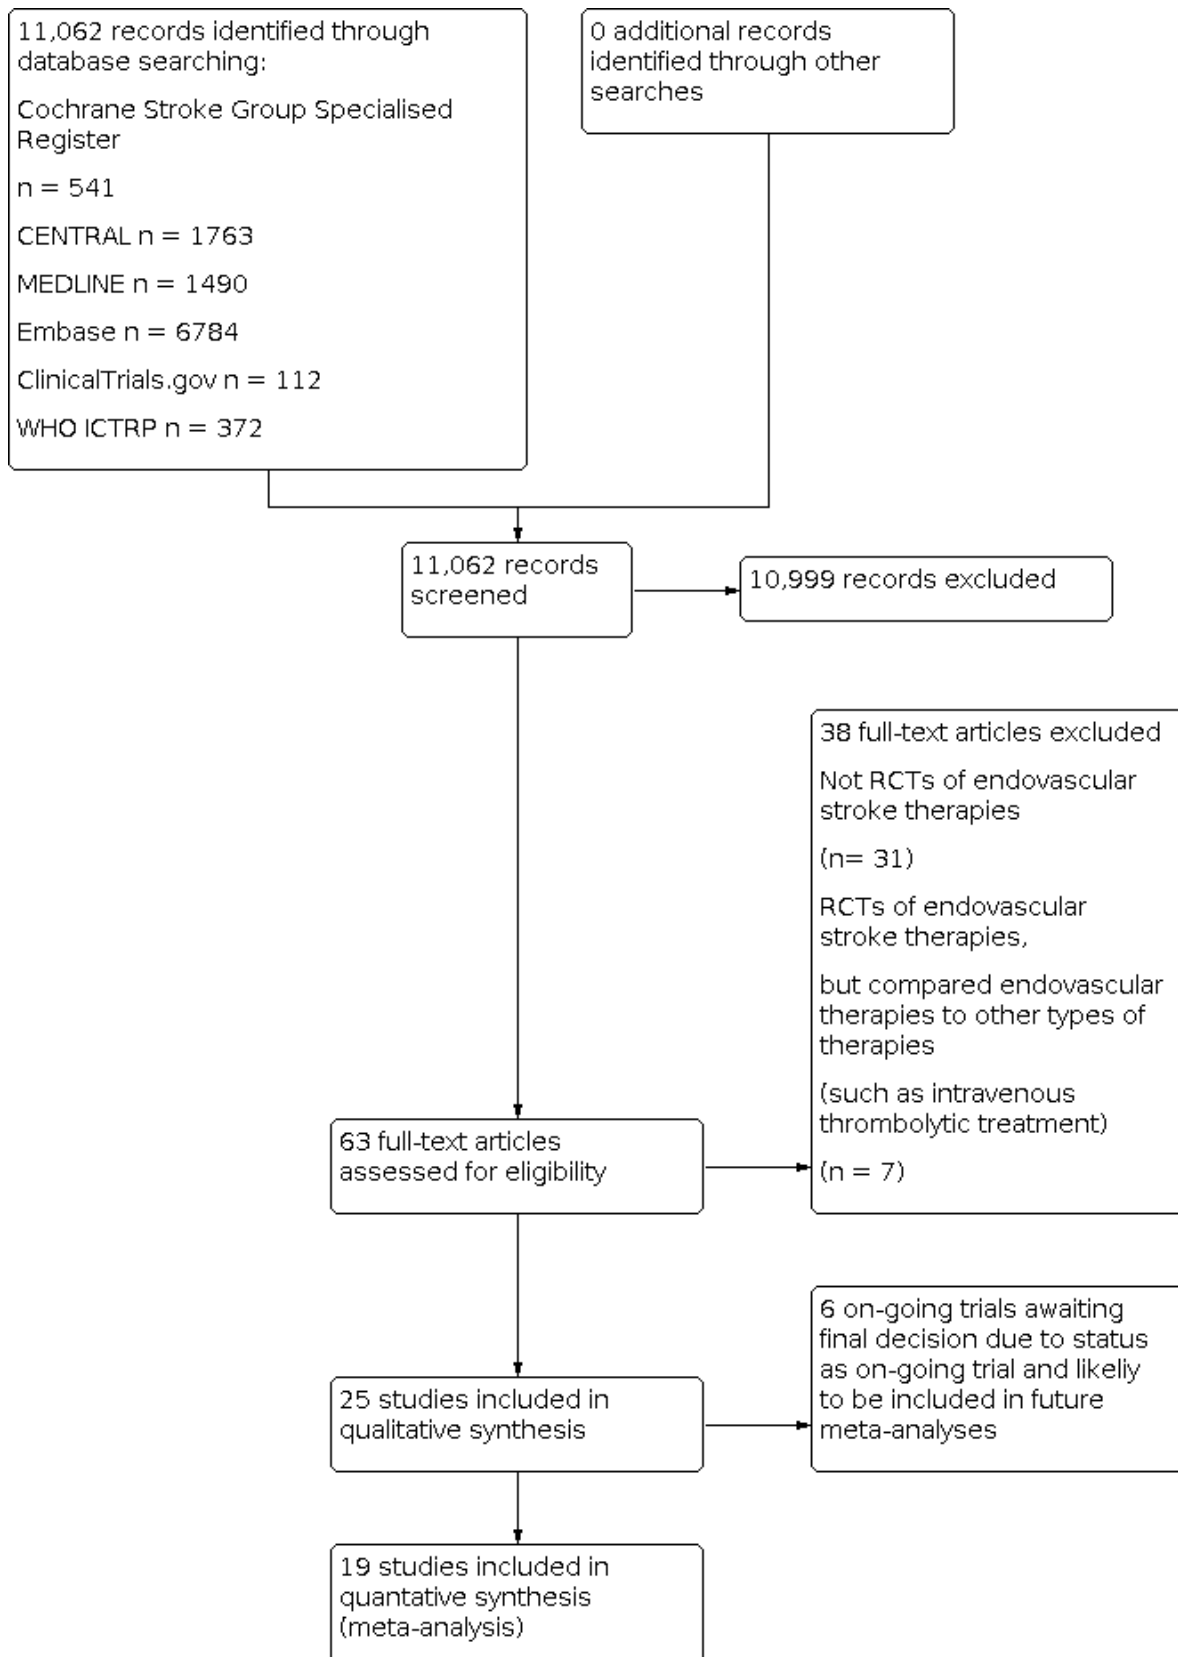 11,062 records identified through
database searching:
Cochrane Stroke Group Specialised
Register
n = 541
CENTRAL n = 1763
MEDLINE n = 1490
Embase n = 6784
ClinicalTrials.gov n = 112
WHO ICTRP n = 372
0 additional records
identified through other
searches
11,062 records
screened
10,999 records excluded
38 full-text articles excluded
Not RCTs of endovascular
stroke therapies
(n= 31)
RCTs of endovascular
stroke therapies,
but compared endovascular
therapies to other types of
therapies
(such as intravenous
thrombolytic treatment)
(n = 7)
63 full-text articles
assessed for eligibility
6 on-going trials awaiting
final decision due to status
as on-going trial and likeliy
to be included in future
meta-analyses
25 studies included in
qualitative synthesis
19 studies included in
quantative synthesis
(meta-analysis)